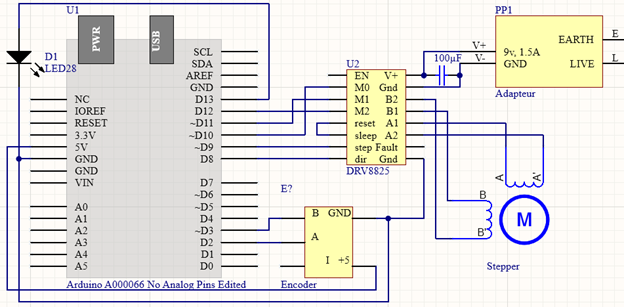 U1
PWR
USB
D1
LED28
SCL
SDA
AREF
GND
NC
D13
IOREF
D12
RESET
~D11
3.3V
~D10
5V
~D9
GND
D8
GND
VIN
D7
~D6
A0
~D5
A1
D4
A2
~D3
A3
D2
A4
D1
A5
D0
Arduino A000066 No Analog Pins Edited
U2
EN V+
M0 Gnd
M1 B2
M2 B1
reset A1
sleep A2
step Fault
dir Gnd
DRV8825
100µF
V+
V-
PP1
9v, 1.5A EARTH
GND LIVE
E
L
Adapteur
E?
B GND
A
I +5
Encoder
A A'
B
B'
M
Stepper